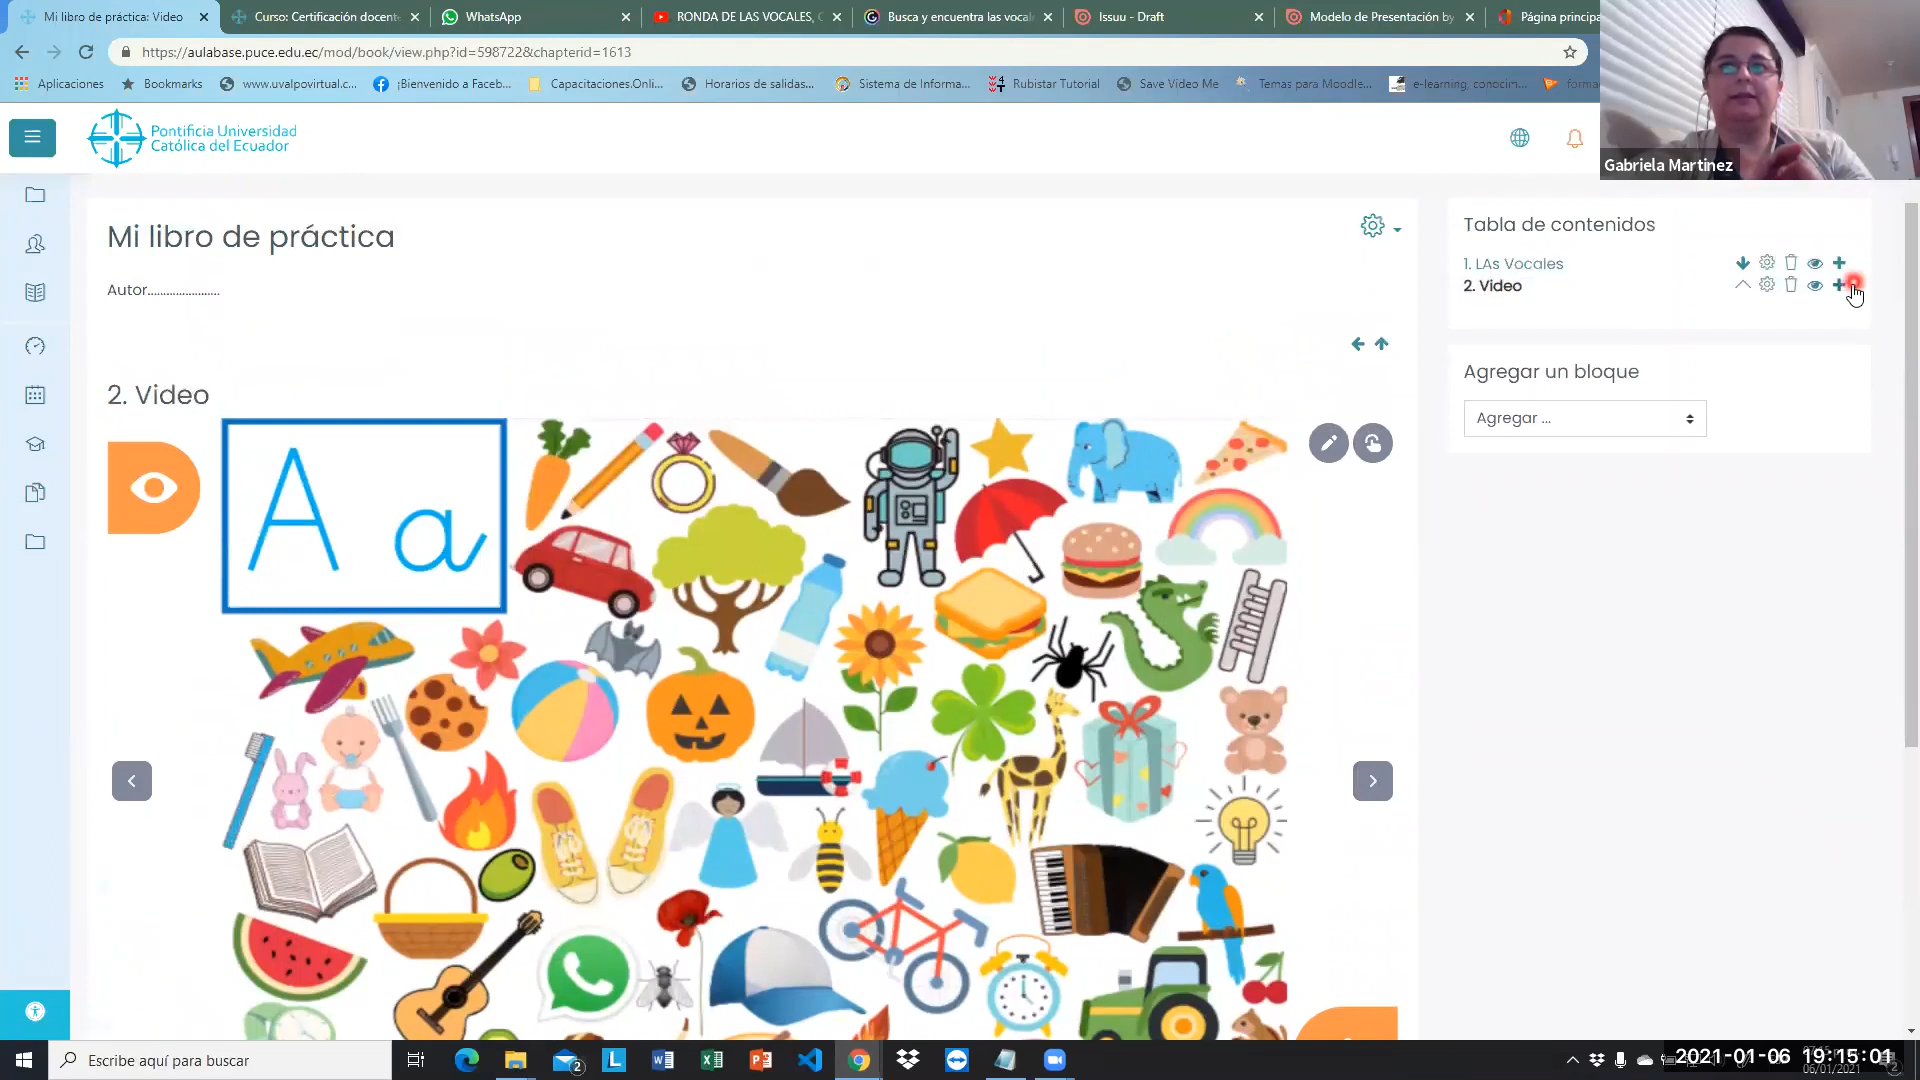 Mi libro de práctica: Video
Curso: Certificación docent
WhatsApp
RONDA DE LAS VOCALES, C
Busca y encuentra las vocal
Issuu - Draft
Modelo de Presentación by
Página principa
https://aulabase.puce.edu.ec/mod/book/view.php?id=598722&chapterid=1613
Aplicaciones
Bookmarks
www.uvalpovirtual.c...
¡Bienvenido a Faceb...
Capacitaciones.Onli...
Horarios de salidas...
Sistema de Informa...
Rubistar Tutorial
Save Video Me
Temas para Moodle...
e-learning, conocim...
forma
Gabriela Martinez
Pontificia Universidad
Católica del Ecuador
Mi libro de práctica
Autor.......................
Tabla de contenidos
1. LAs Vocales
2. Video
Agregar un bloque
Agregar ...
2. Video
A a
Escribe aquí para buscar
2021-01-06 19:15:01
06/01/2021